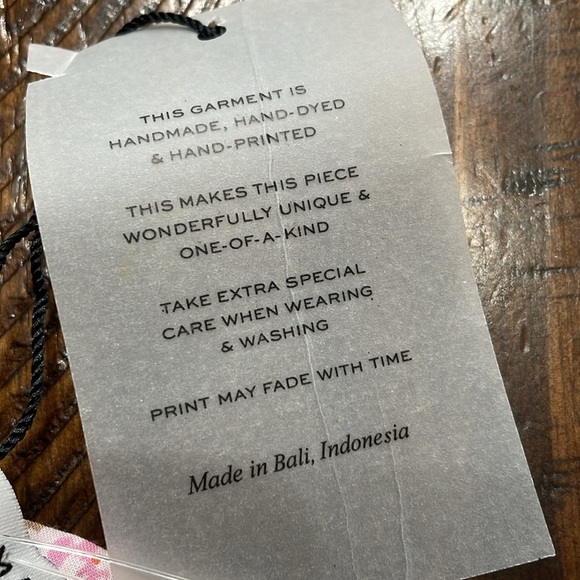 THIS GARMENT IS
HANDMADE, HAND-DYED
& HAND-PRINTED
THIS MAKES THIS PIECE
WONDERFULLY UNIQUE &
ONE-OF-A-KIND
TAKE EXTRA SPECIAL
CARE WHEN WEARING
& WASHING
PRINT MAY FADE WITH TIME
Made in Bali, Indonesia